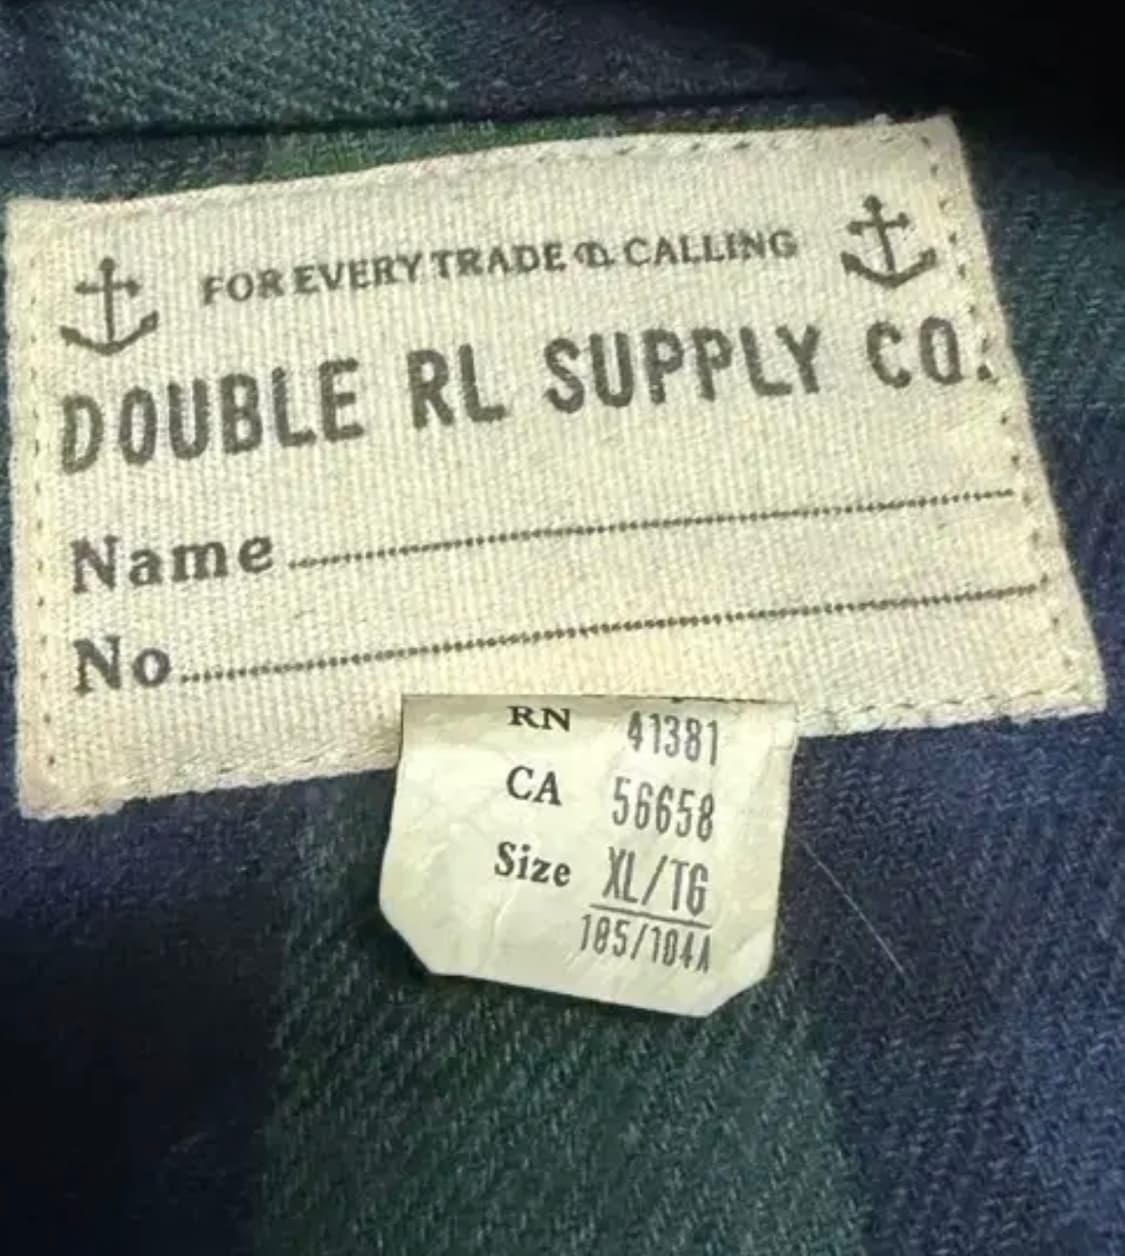 FOR EVERY TRADE & CALLING
DOUBLE RL SUPPLY CO.
Name
No
RN 41381
CA 56658
Size XL/TG
185/104A